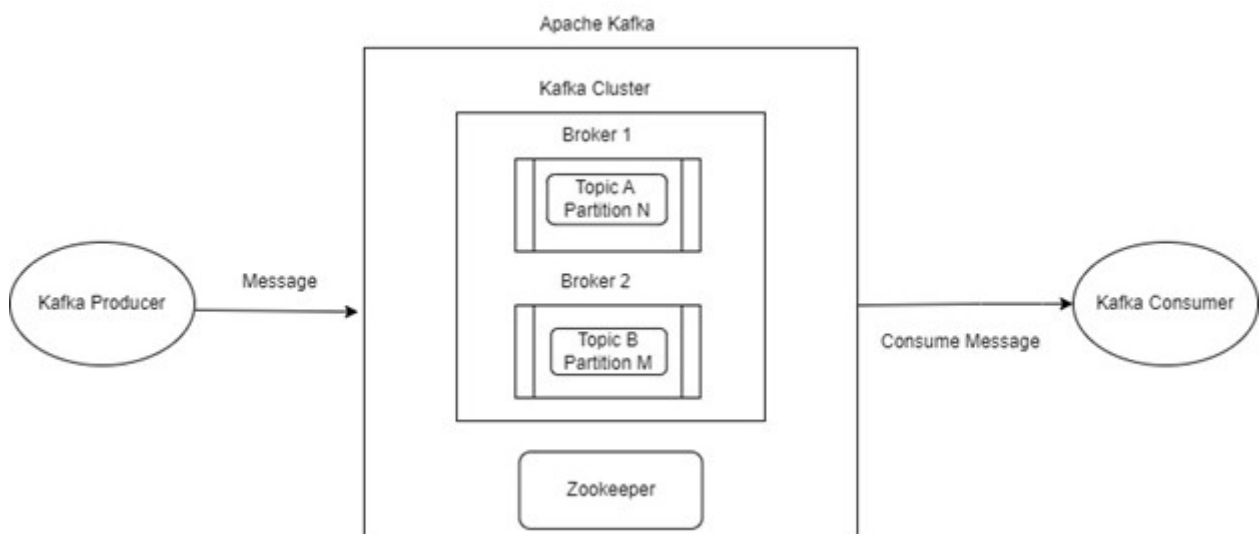 Apache Kafka
Kafka Cluster
Broker 1
Topic A
Partition N
Kafka Producer
Message
Broker 2
Topic B
Partition M
Consume Message
Kafka Consumer
Zookeeper